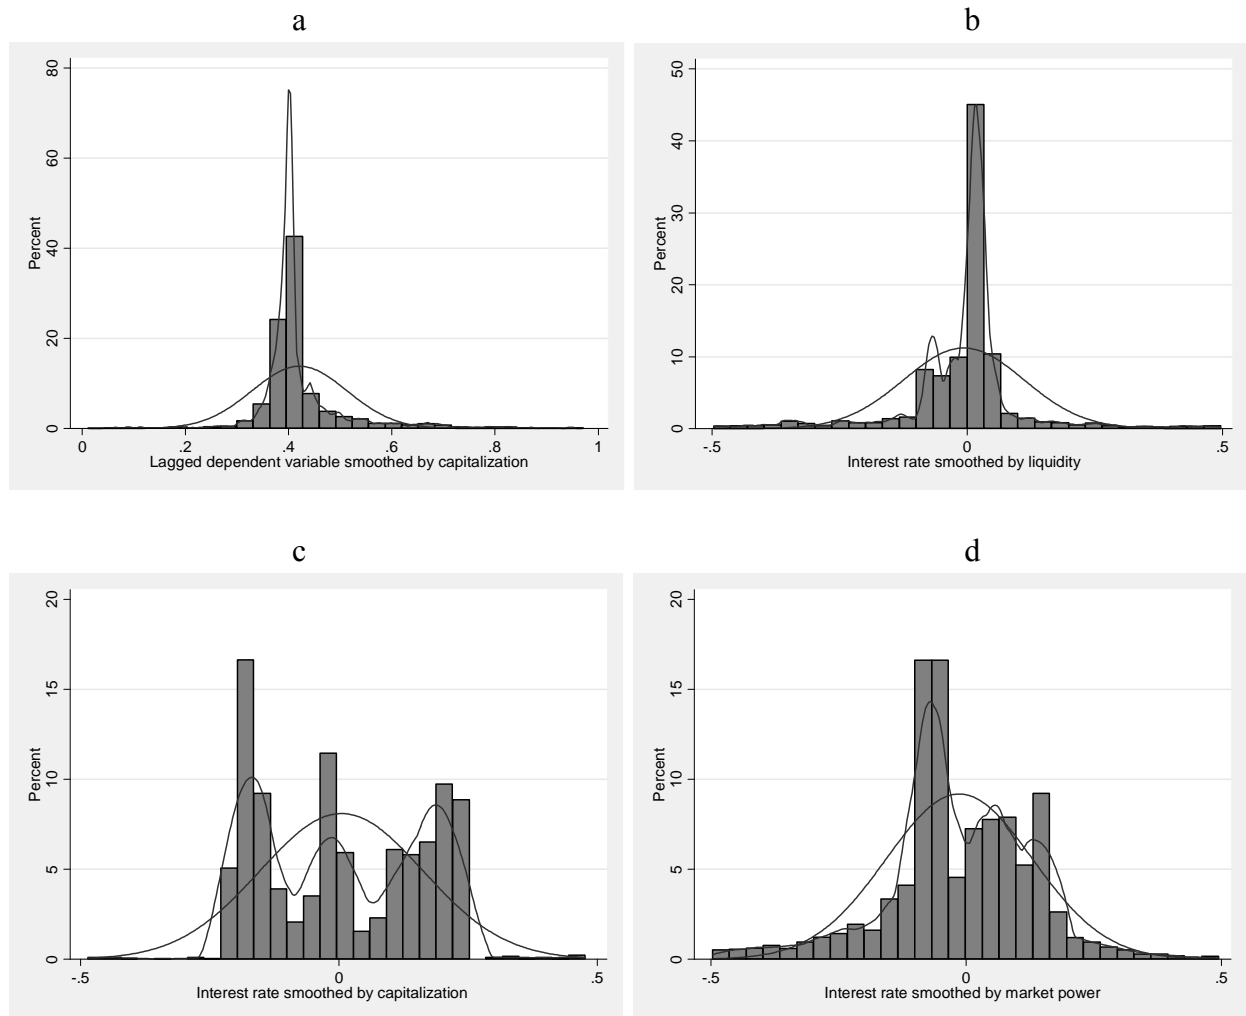 a
80
60
40
20
0
Percent
0 .2 .4 .6 .8 1
Lagged dependent variable smoothed by capitalization
b
50
40
30
20
10
0
Percent
-.5 0 .5
Interest rate smoothed by liquidity
c
20
15
10
5
0
Percent
-.5 0 .5
Interest rate smoothed by capitalization
d
20
15
10
5
0
Percent
-.5 0 .5
Interest rate smoothed by market power